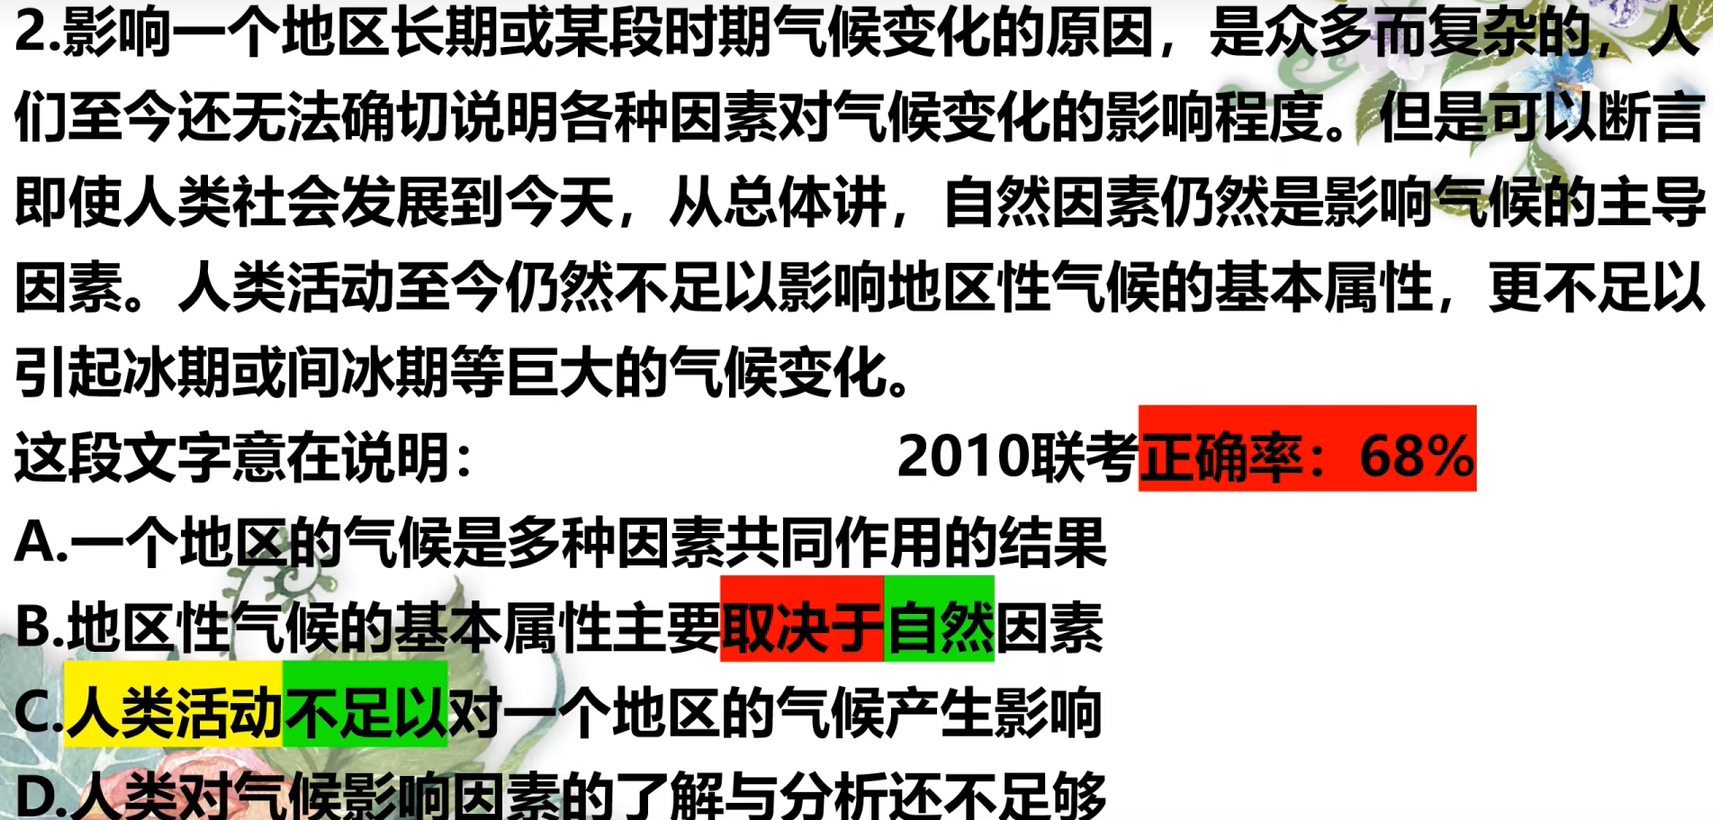 2.影响一个地区长期或某段时期气候变化的原因，是众多而复杂的，人
们至今还无法确切说明各种因素对气候变化的影响程度。但是可以断言
即使人类社会发展到今天，从总体讲，自然因素仍然是影响气候的主导
因素。人类活动至今仍然不足以影响地区性气候的基本属性，更不足以
引起冰期或间冰期等巨大的气候变化。
这段文字意在说明： 2010联考正确率：68%
A.一个地区的气候是多种因素共同作用的结果
B.地区性气候的基本属性主要取决于自然因素
C.人类活动不足以对一个地区的气候产生影响
D.人类对气候影响因素的了解与分析还不足够